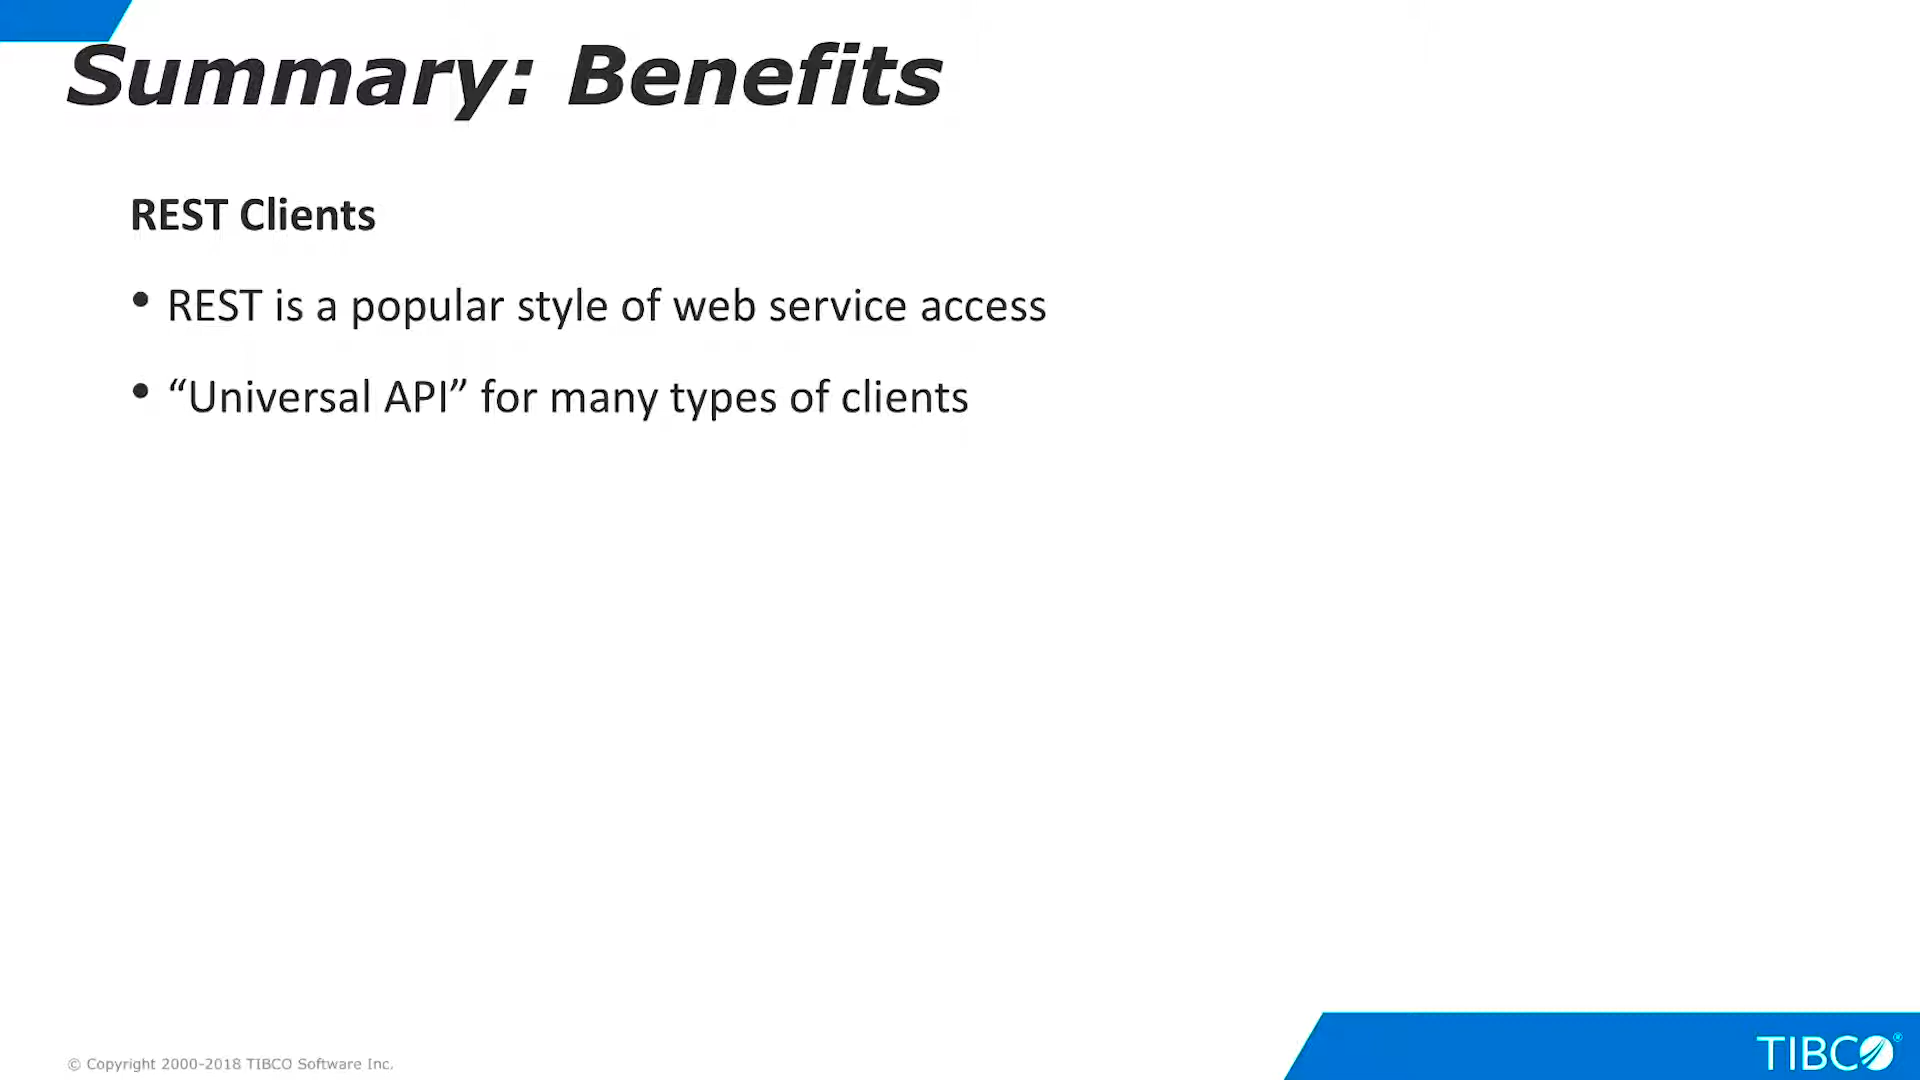 Summary: Benefits
REST Clients
• REST is a popular style of web service access
• “Universal API” for many types of clients
© Copyright 2000-2018 TIBCO Software Inc.
TIBCO®